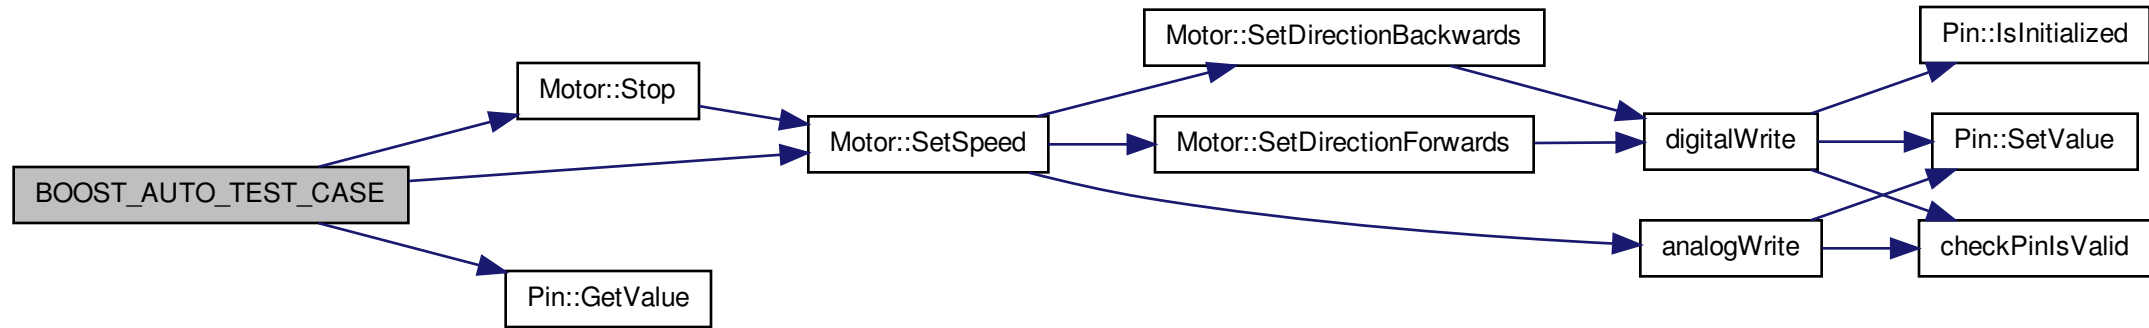 BOOST_AUTO_TEST_CASE
Motor::Stop
Pin::GetValue
Motor::SetSpeed
Motor::SetDirectionBackwards
Motor::SetDirectionForwards
digitalWrite
analogWrite
Pin::IsInitialized
Pin::SetValue
checkPinIsValid